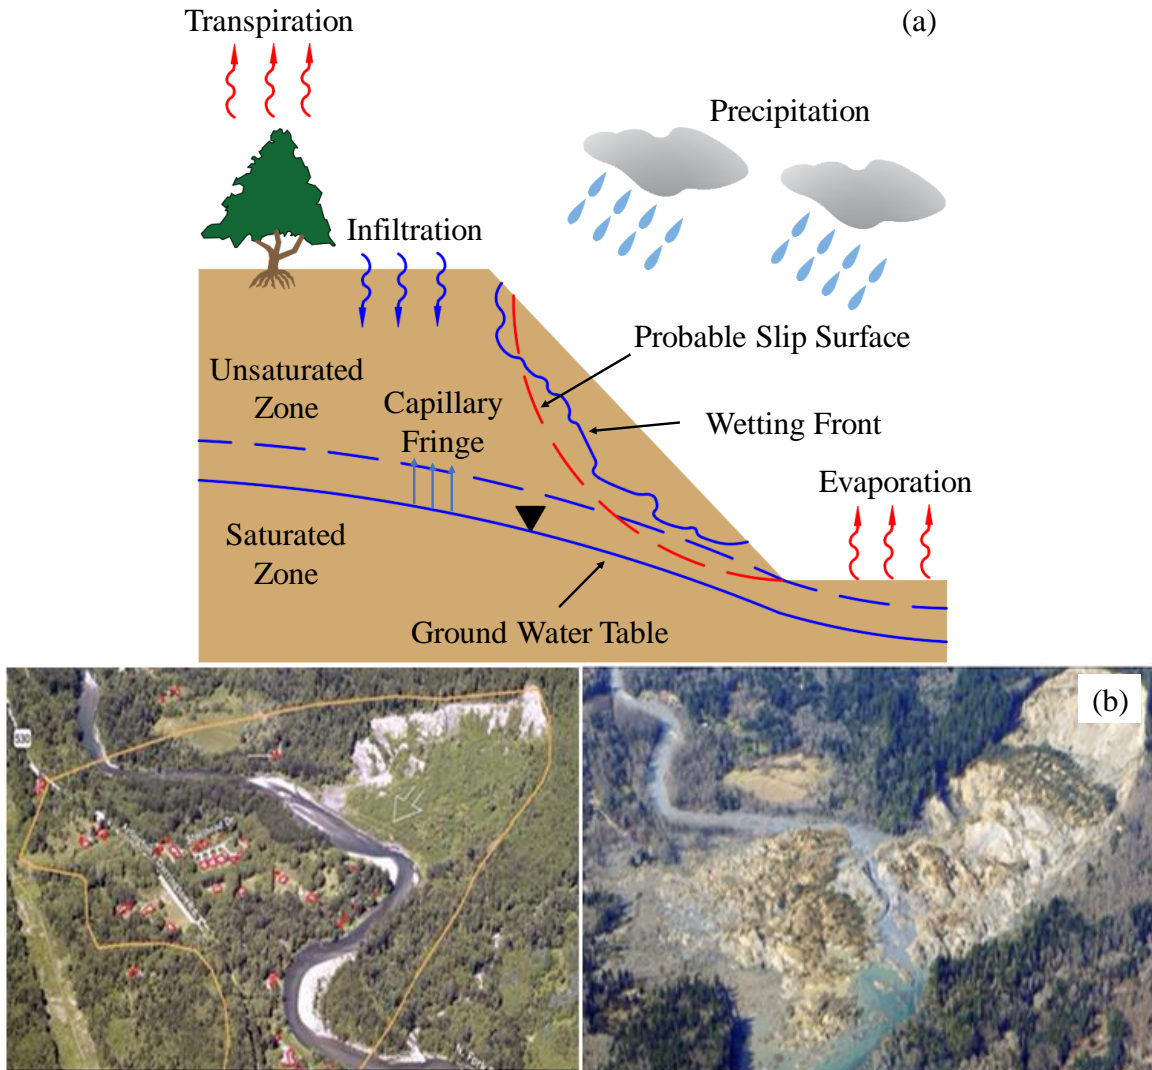 Transpiration
(a)
Precipitation
Infiltration
Probable Slip Surface
Unsaturated
Zone
Capillary
Fringe
Wetting Front
Evaporation
Saturated
Zone
Ground Water Table
(b)
530